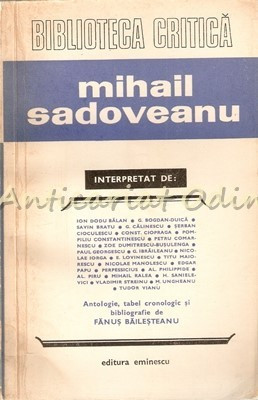 BIBLIOTECA CRITICĂ
mihail
sadoveanu
INTERPRETAT DE:
ION DODU BĂLAN ◆ G. BOGDAN-DUICĂ ◆
SAVIN BRATU ◆ G. CĂLINESCU ◆ ȘERBAN
CIOCULESCU ◆ CONST. CIOPRAGA ◆ POM-
PILIU CONSTANTINESCU ◆ PETRU COMAR-
NESCU ◆ ZOE DUMITRESCU-BUȘULENGA ◆
PAUL GEORGESCU ◆ G. IBRĂILEANU ◆ NICO-
LAE IORGA ◆ E. LOVINESCU ◆ TITU MAIO-
RESCU ◆ NICOLAE MANOLESCU ◆ EDGAR
PAPU ◆ PERPESSICIUS ◆ AL. PHILIPPIDE ◆
AL. PIRU ◆ MIHAIL RALEA ◆ H. SANIELE-
VICI ◆ VLADIMIR STREINU ◆ M. UNGHEANU ◆
TUDOR VIANU
Antologie, tabel cronologic și
bibliografie de
FĂNUȘ BĂILEȘTEANU
editura eminescu
Anticariat Odin